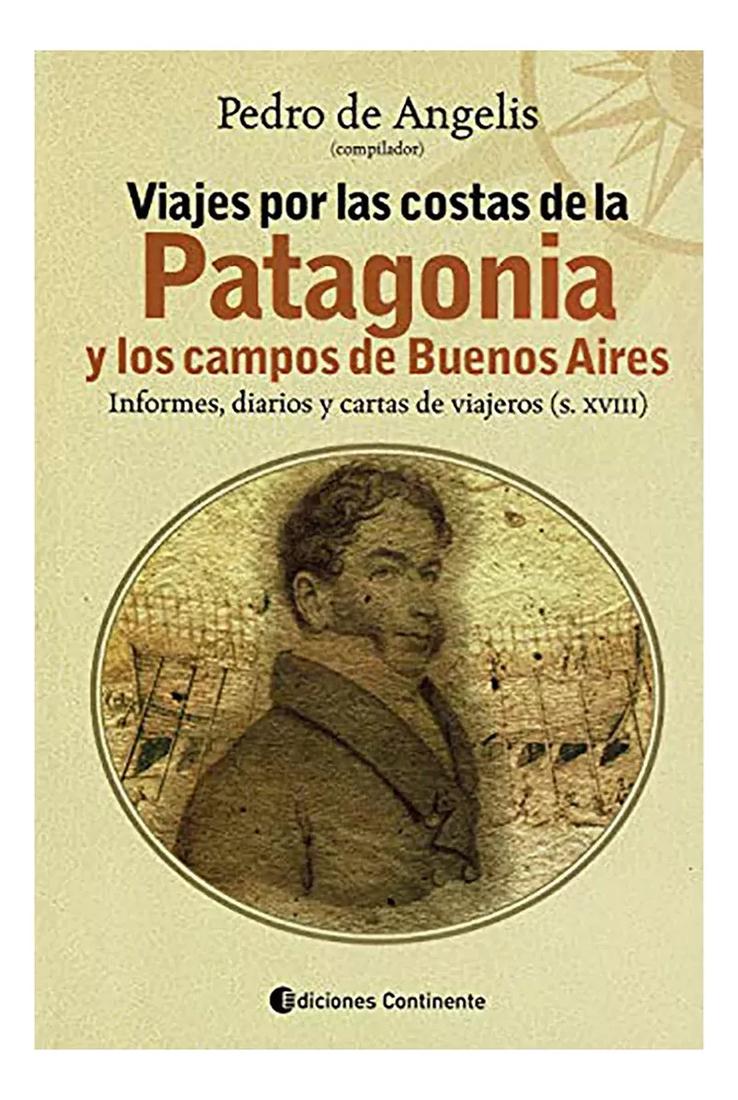 Pedro de Angelis
(compilador)
Viajes por las costas de la
Patagonia
y los campos de Buenos Aires
Informes, diarios y cartas de viajeros (s. XVIII)
Ediciones Continente